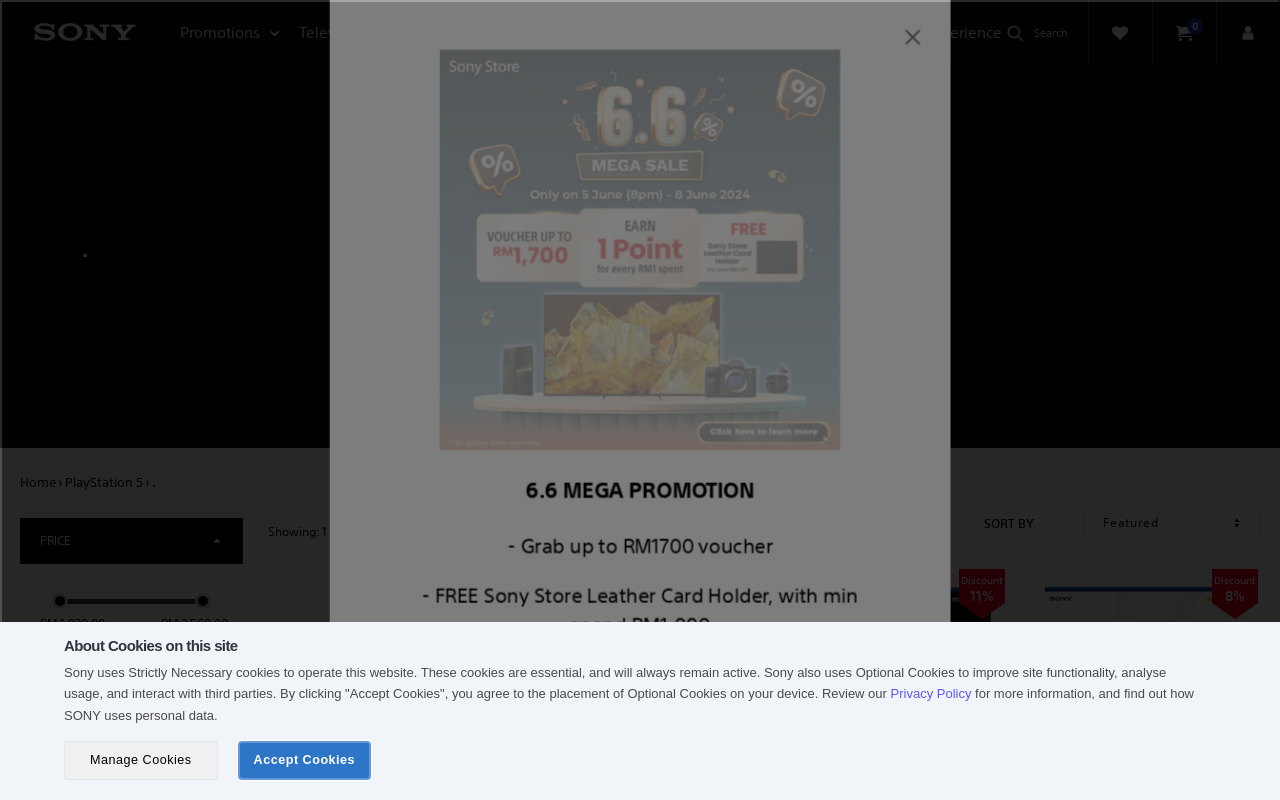 SONY
Promotions
Search
0
Sony Store
6.6
MEGA SALE
Only on 5 June (8pm) - 8 June 2024
VOUCHER UP TO
RM1,700
EARN
1 Point
for every RM1 spent
FREE
Sony Store
Leather Card
Holder
Click here to learn more
6.6 MEGA PROMOTION
- Grab up to RM1700 voucher
- FREE Sony Store Leather Card Holder, with min
Home › PlayStation 5 › .
PRICE
Showing: 1
SORT BY
Featured
Discount
11%
Discount
8%
SONY
About Cookies on this site
Sony uses Strictly Necessary cookies to operate this website. These cookies are essential, and will always remain active. Sony also uses Optional Cookies to improve site functionality, analyse
usage, and interact with third parties. By clicking "Accept Cookies", you agree to the placement of Optional Cookies on your device. Review our Privacy Policy for more information, and find out how
SONY uses personal data.
Manage Cookies
Accept Cookies